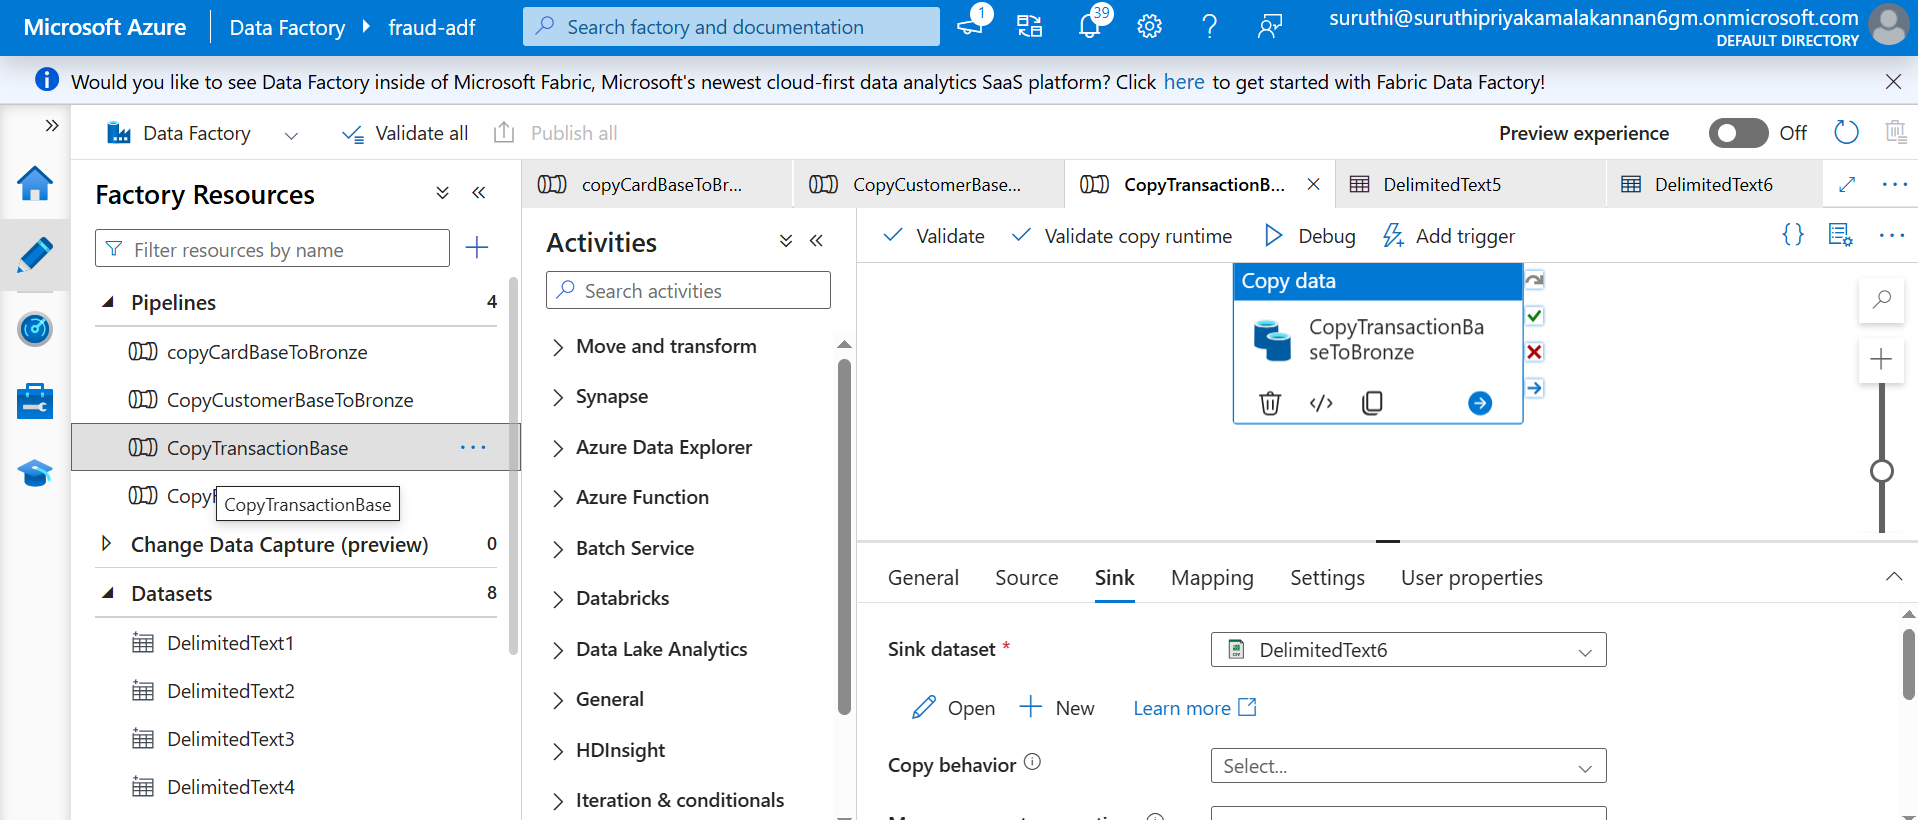 Microsoft Azure
Data Factory
fraud-adf
Search factory and documentation
1
39
suruthi@suruthipriyakamalakannan6gm.onmicrosoft.com
DEFAULT DIRECTORY
Would you like to see Data Factory inside of Microsoft Fabric, Microsoft's newest cloud-first data analytics SaaS platform? Click here to get started with Fabric Data Factory!
Data Factory
Validate all
Publish all
Preview experience
Off
Factory Resources
Filter resources by name
Pipelines
4
copyCardBaseToBronze
CopyCustomerBaseToBronze
CopyTransactionBase
CopyTransactionBase
Change Data Capture (preview)
0
Datasets
8
DelimitedText1
DelimitedText2
DelimitedText3
DelimitedText4
copyCardBaseToBr...
CopyCustomerBase...
CopyTransactionB...
DelimitedText5
DelimitedText6
Activities
Search activities
Move and transform
Synapse
Azure Data Explorer
Azure Function
Batch Service
Databricks
Data Lake Analytics
General
HDInsight
Iteration & conditionals
Validate
Validate copy runtime
Debug
Add trigger
Copy data
CopyTransactionBa
seToBronze
General
Source
Sink
Mapping
Settings
User properties
Sink dataset *
DelimitedText6
Open
New
Learn more
Copy behavior
Select...